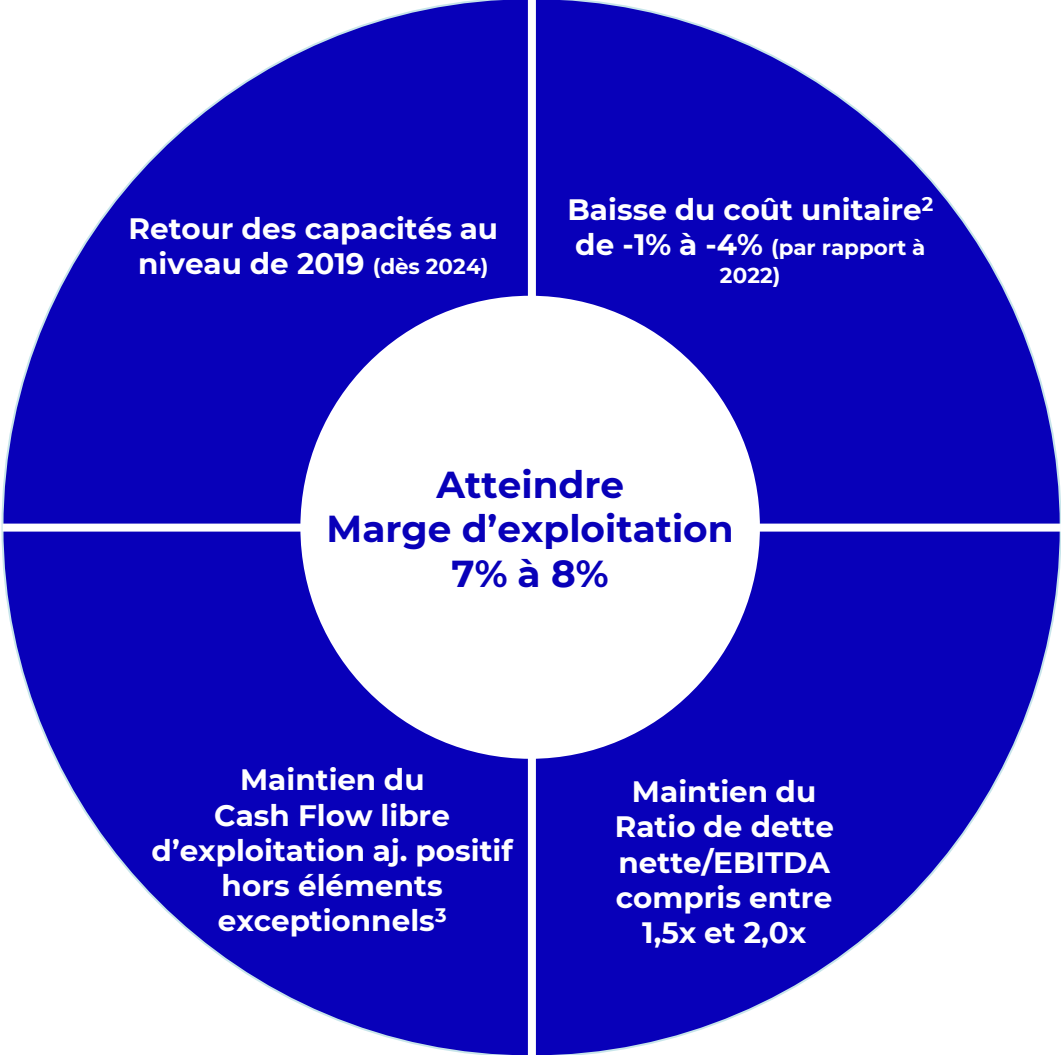 Retour des capacités au
niveau de 2019 (dès 2024)
Baisse du coût unitaire²
de -1% à -4% (par rapport à
2022)
Atteindre
Marge d’exploitation
7% à 8%
Maintien du
Cash Flow libre
d’exploitation aj. positif
hors éléments
exceptionnels³
Maintien du
Ratio de dette
nette/EBITDA
compris entre
1,5x et 2,0x